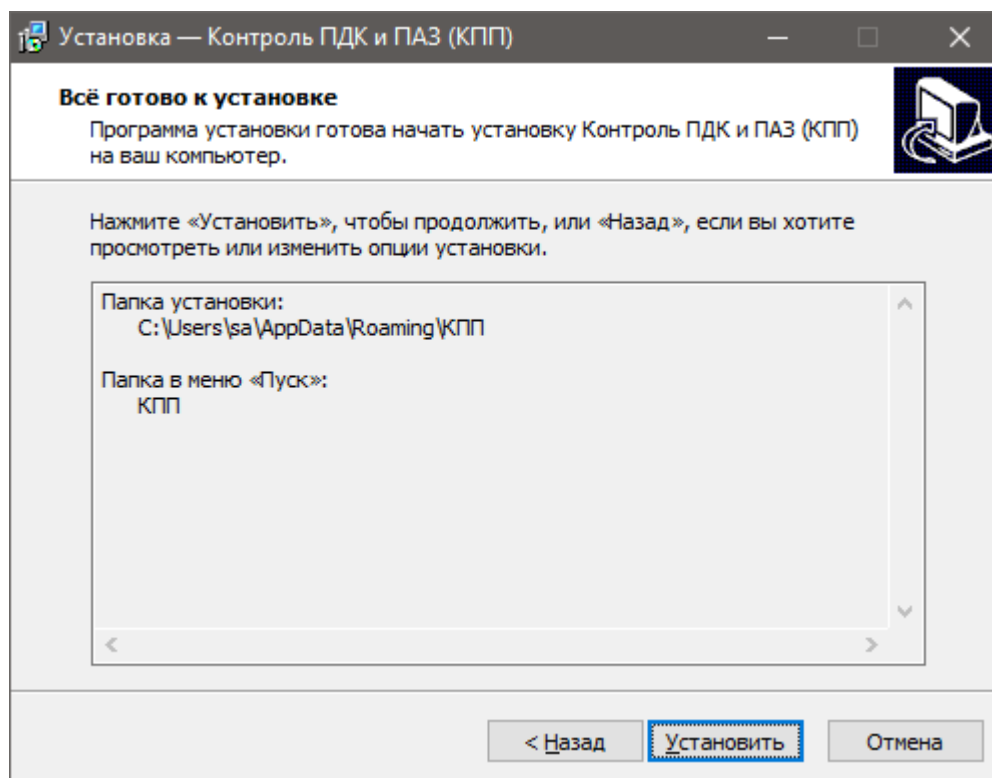 Установка — Контроль ПДК и ПАЗ (КПП)
Всё готово к установке
Программа установки готова начать установку Контроль ПДК и ПАЗ (КПП)
на ваш компьютер.
Нажмите «Установить», чтобы продолжить, или «Назад», если вы хотите
просмотреть или изменить опции установки.
Папка установки:
C:\Users\sa\AppData\Roaming\КПП
Папка в меню «Пуск»:
КПП
< Назад Установить Отмена